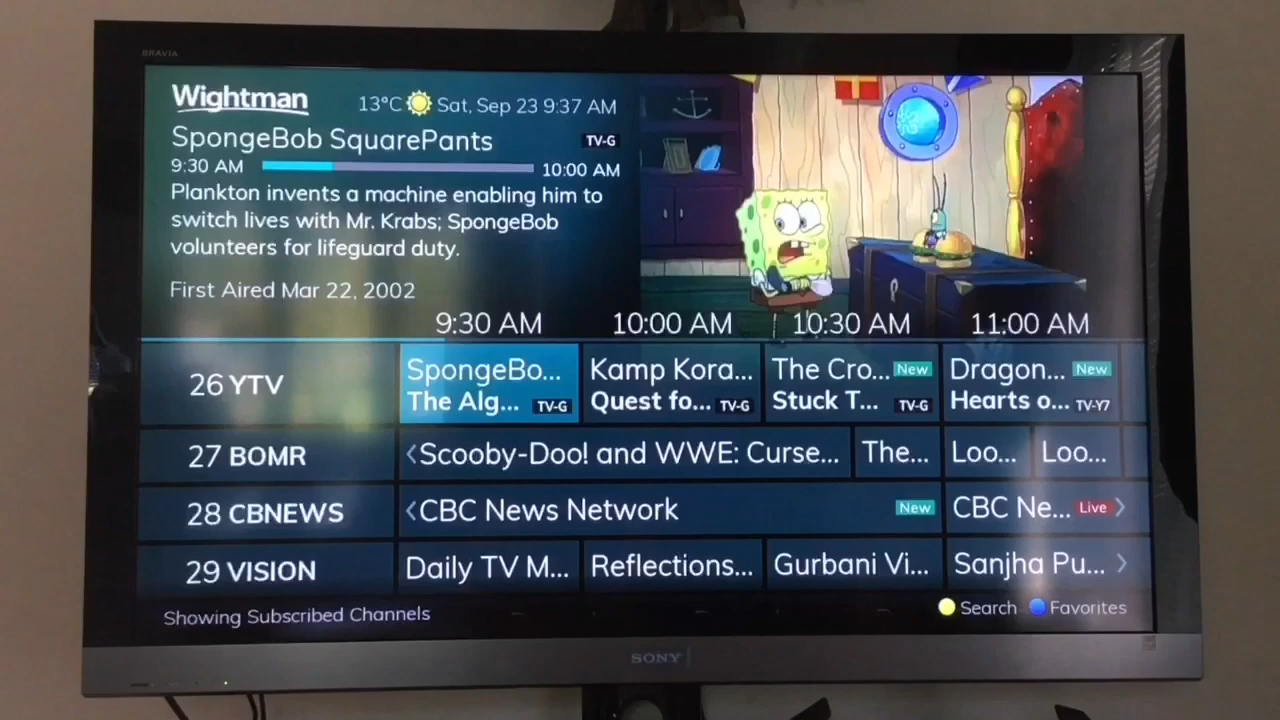 BRAVIA
Wightman
13°C Sat, Sep 23 9:37 AM
SpongeBob SquarePants TV-G
9:30 AM 10:00 AM
Plankton invents a machine enabling him to
switch lives with Mr. Krabs; SpongeBob
volunteers for lifeguard duty.
First Aired Mar 22, 2002
9:30 AM 10:00 AM 10:30 AM 11:00 AM
26 YTV
SpongeBo... Kamp Kora... The Cro... New Dragon... New
The Alg... TV-G Quest fo... TV-G Stuck T... TV-G Hearts o... TV-Y7
27 BOMR Scooby-Doo! and WWE: Curse... The... Loo... Loo...
28 CBNEWS CBC News Network New CBC Ne... Live
29 VISION Daily TV M... Reflections... Gurbani Vi... Sanjha Pu...
Showing Subscribed Channels Search Favorites
SONY